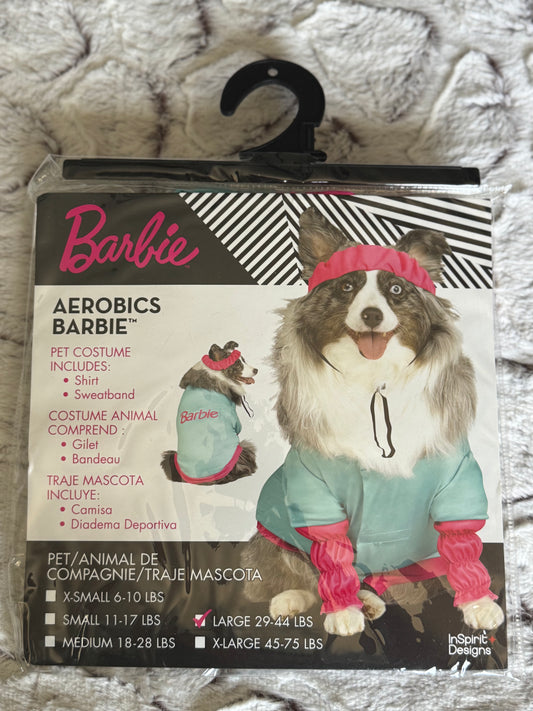 Barbie™
AEROBICS
BARBIE™
PET COSTUME
INCLUDES:
• Shirt
• Sweatband
COSTUME ANIMAL
COMPREND :
• Gilet
• Bandeau
TRAJE MASCOTA
INCLUYE:
• Camisa
• Diadema Deportiva
Barbie
PET/ANIMAL DE
COMPAGNIE/TRAJE MASCOTA
X-SMALL 6-10 LBS
SMALL 11-17 LBS
LARGE 29-44 LBS
MEDIUM 18-28 LBS
X-LARGE 45-75 LBS
InSpirit
Designs